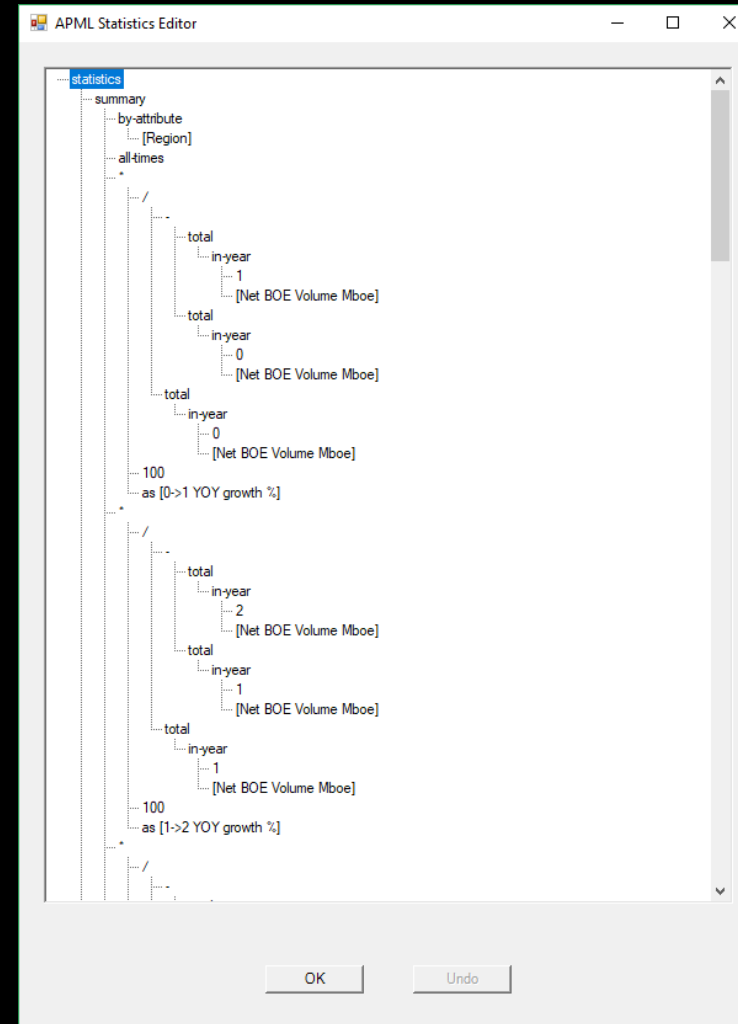 APML Statistics Editor
statistics
summary
by-attribute
[Region]
all-times
*
/
-
total
in-year
1
[Net BOE Volume Mboe]
total
in-year
0
[Net BOE Volume Mboe]
total
in-year
0
[Net BOE Volume Mboe]
100
as [0->1 YOY growth %]
*
/
-
total
in-year
2
[Net BOE Volume Mboe]
total
in-year
1
[Net BOE Volume Mboe]
total
in-year
1
[Net BOE Volume Mboe]
100
as [1->2 YOY growth %]
*
/
-
OK Undo